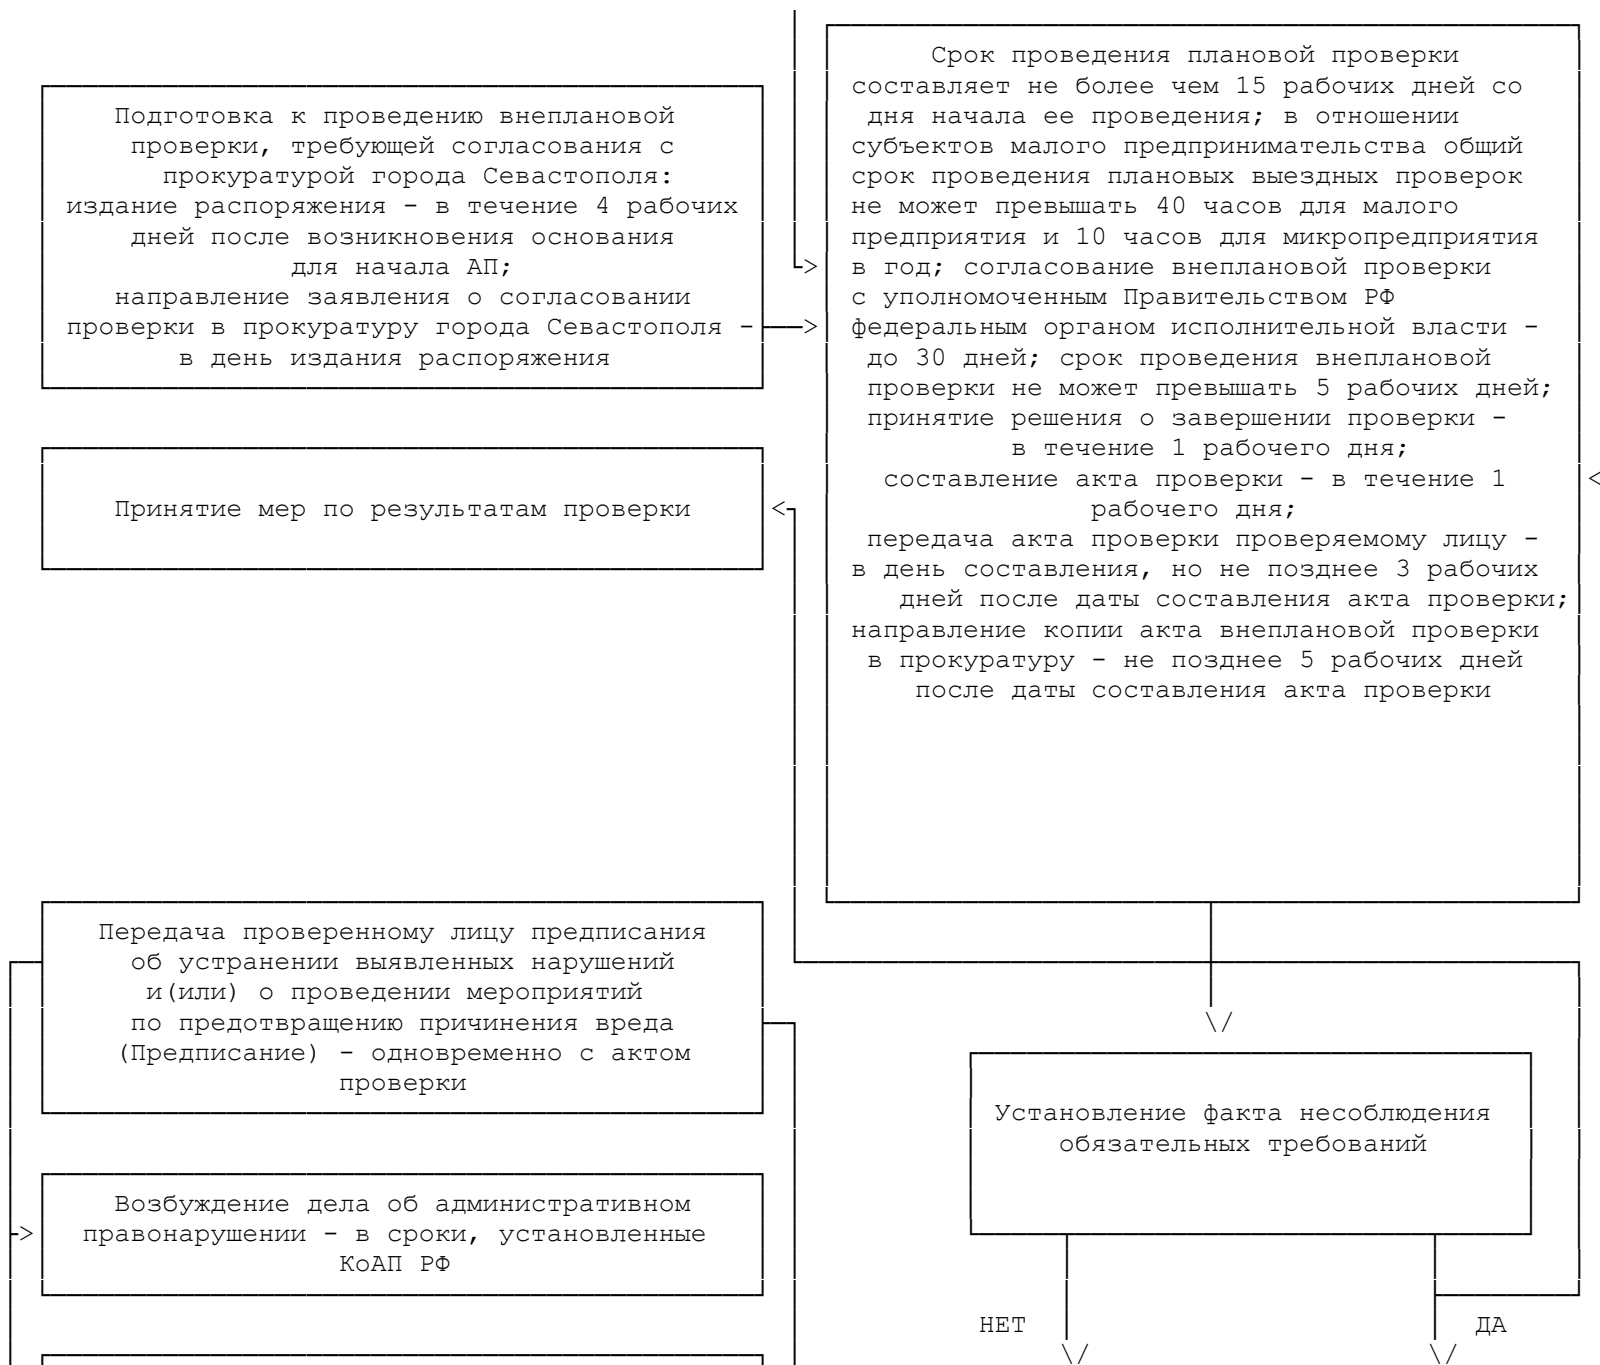 Подготовка к проведению внеплановой
проверки, требующей согласования с
прокуратурой города Севастополя:
издание распоряжения - в течение 4 рабочих
дней после возникновения основания
для начала АП;
направление заявления о согласовании
проверки в прокуратуру города Севастополя -
в день издания распоряжения
Срок проведения плановой проверки
составляет не более чем 15 рабочих дней со
дня начала ее проведения; в отношении
субъектов малого предпринимательства общий
срок проведения плановых выездных проверок
не может превышать 40 часов для малого
предприятия и 10 часов для микропредприятия
в год; согласование внеплановой проверки
с уполномоченным Правительством РФ
федеральным органом исполнительной власти -
до 30 дней; срок проведения внеплановой
проверки не может превышать 5 рабочих дней;
принятие решения о завершении проверки -
в течение 1 рабочего дня;
составление акта проверки - в течение 1
рабочего дня;
передача акта проверки проверяемому лицу -
в день составления, но не позднее 3 рабочих
дней после даты составления акта проверки;
направление копии акта внеплановой проверки
в прокуратуру - не позднее 5 рабочих дней
после даты составления акта проверки
Принятие мер по результатам проверки
Передача проверенному лицу предписания
об устранении выявленных нарушений
и(или) о проведении мероприятий
по предотвращению причинения вреда
(Предписание) - одновременно с актом
проверки
Установление факта несоблюдения
обязательных требований
Возбуждение дела об административном
правонарушении - в сроки, установленные
КоАП РФ
НЕТ
ДА